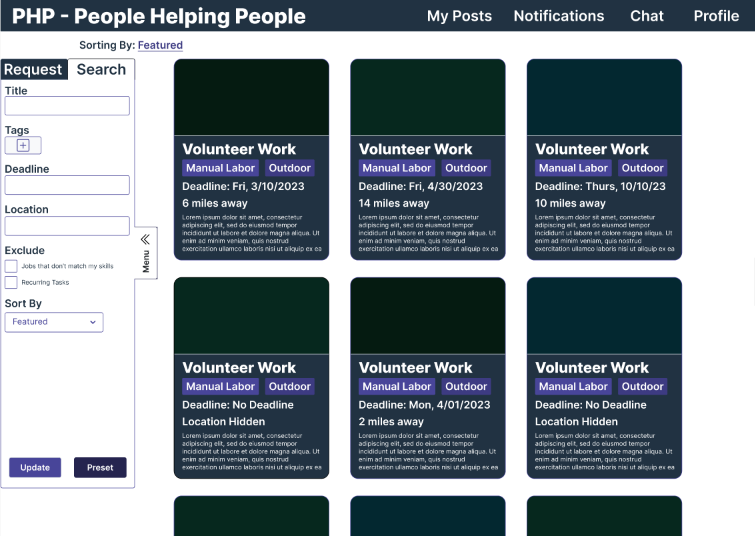 PHP - People Helping People
My Posts
Notifications
Chat
Profile
Sorting By: Featured
Request
Search
Title
Tags
Deadline
Location
Exclude
Jobs that don't match my skills
Recurring Tasks
Sort By
Featured
Update
Preset
Menu
Volunteer Work
Manual Labor
Outdoor
Deadline: Fri, 3/10/2023
6 miles away
Lorem ipsum dolor sit amet, consectetur
adipiscing elit, sed do eiusmod tempor
incididunt ut labore et dolore magna aliqua. Ut
enim ad minim veniam, quis nostrud
exercitation ullamco laboris nisi ut aliquip ex ea
Volunteer Work
Manual Labor
Outdoor
Deadline: Fri, 4/30/2023
14 miles away
Lorem ipsum dolor sit amet, consectetur
adipiscing elit, sed do eiusmod tempor
incididunt ut labore et dolore magna aliqua. Ut
enim ad minim veniam, quis nostrud
exercitation ullamco laboris nisi ut aliquip ex ea
Volunteer Work
Manual Labor
Outdoor
Deadline: Thurs, 10/10/23
10 miles away
Lorem ipsum dolor sit amet, consectetur
adipiscing elit, sed do eiusmod tempor
incididunt ut labore et dolore magna aliqua. Ut
enim ad minim veniam, quis nostrud
exercitation ullamco laboris nisi ut aliquip ex ea
Volunteer Work
Manual Labor
Outdoor
Deadline: No Deadline
Location Hidden
Lorem ipsum dolor sit amet, consectetur
adipiscing elit, sed do eiusmod tempor
incididunt ut labore et dolore magna aliqua. Ut
enim ad minim veniam, quis nostrud
exercitation ullamco laboris nisi ut aliquip ex ea
Volunteer Work
Manual Labor
Outdoor
Deadline: Mon, 4/01/2023
2 miles away
Lorem ipsum dolor sit amet, consectetur
adipiscing elit, sed do eiusmod tempor
incididunt ut labore et dolore magna aliqua. Ut
enim ad minim veniam, quis nostrud
exercitation ullamco laboris nisi ut aliquip ex ea
Volunteer Work
Manual Labor
Outdoor
Deadline: No Deadline
Location Hidden
Lorem ipsum dolor sit amet, consectetur
adipiscing elit, sed do eiusmod tempor
incididunt ut labore et dolore magna aliqua. Ut
enim ad minim veniam, quis nostrud
exercitation ullamco laboris nisi ut aliquip ex ea